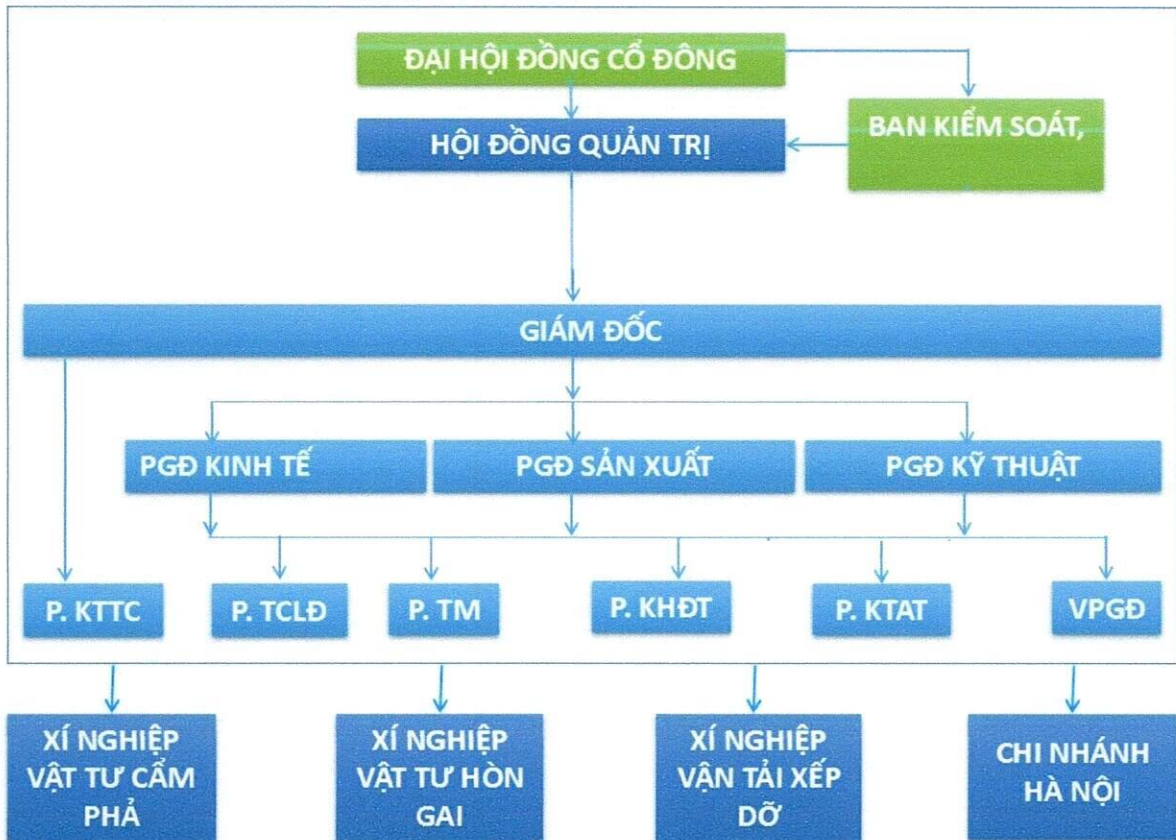 ĐẠI HỘI ĐỒNG CỔ ĐÔNG
BAN KIỂM SOÁT,
HỘI ĐỒNG QUẢN TRỊ
GIÁM ĐỐC
PGĐ KINH TẾ
PGĐ SẢN XUẤT
PGĐ KỸ THUẬT
P. KTTC
P. TCLĐ
P. TM
P. KHĐT
P. KTAT
VPGĐ
XÍ NGHIỆP
VẬT TƯ CẨM
PHẢ
XÍ NGHIỆP
VẬT TƯ HÒN
GAI
XÍ NGHIỆP
VẬN TẢI XẾP
DỠ
CHI NHÁNH
HÀ NỘI